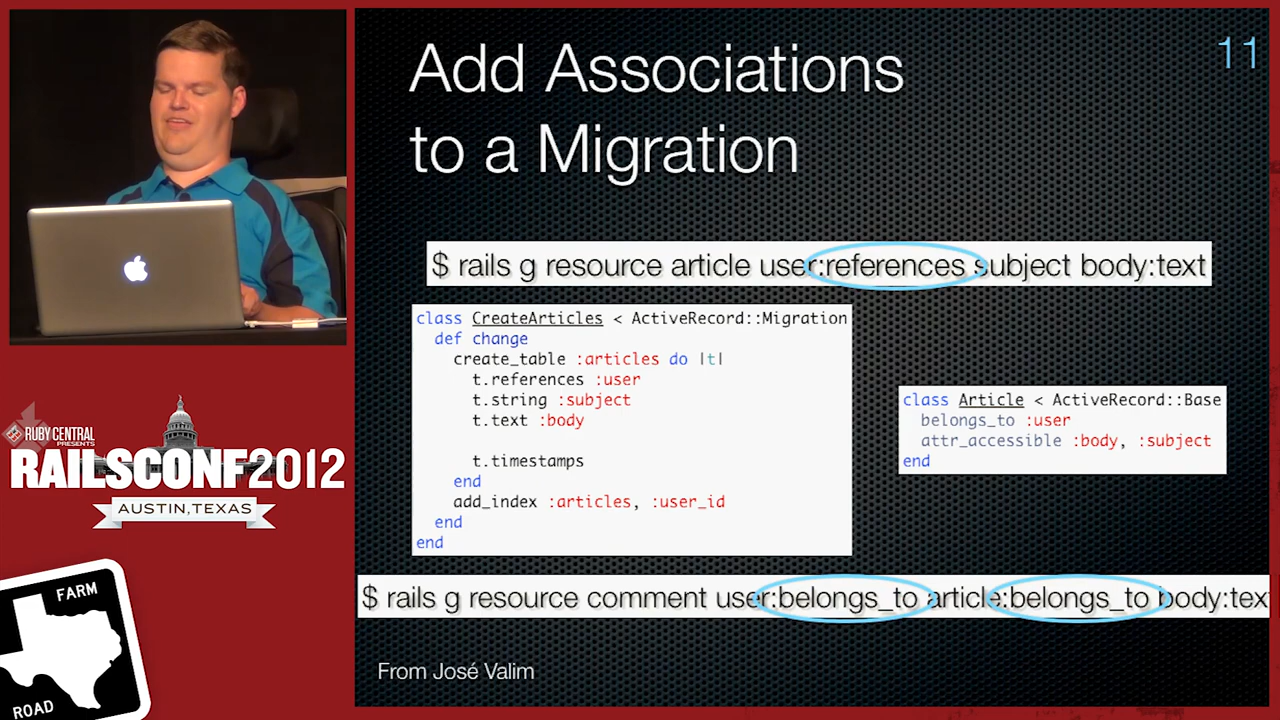 Add Associations
to a Migration
11
$ rails g resource article user:references subject body:text
class CreateArticles < ActiveRecord::Migration
def change
create_table :articles do |t|
t.references :user
t.string :subject
t.text :body
t.timestamps
end
add_index :articles, :user_id
end
end
class Article < ActiveRecord::Base
belongs_to :user
attr_accessible :body, :subject
end
$ rails g resource comment user:belongs_to article:belongs_to body:tex
From José Valim
RUBY CENTRAL
PRESENTS
RAILSCONF2012
AUSTIN, TEXAS
FARM
ROAD